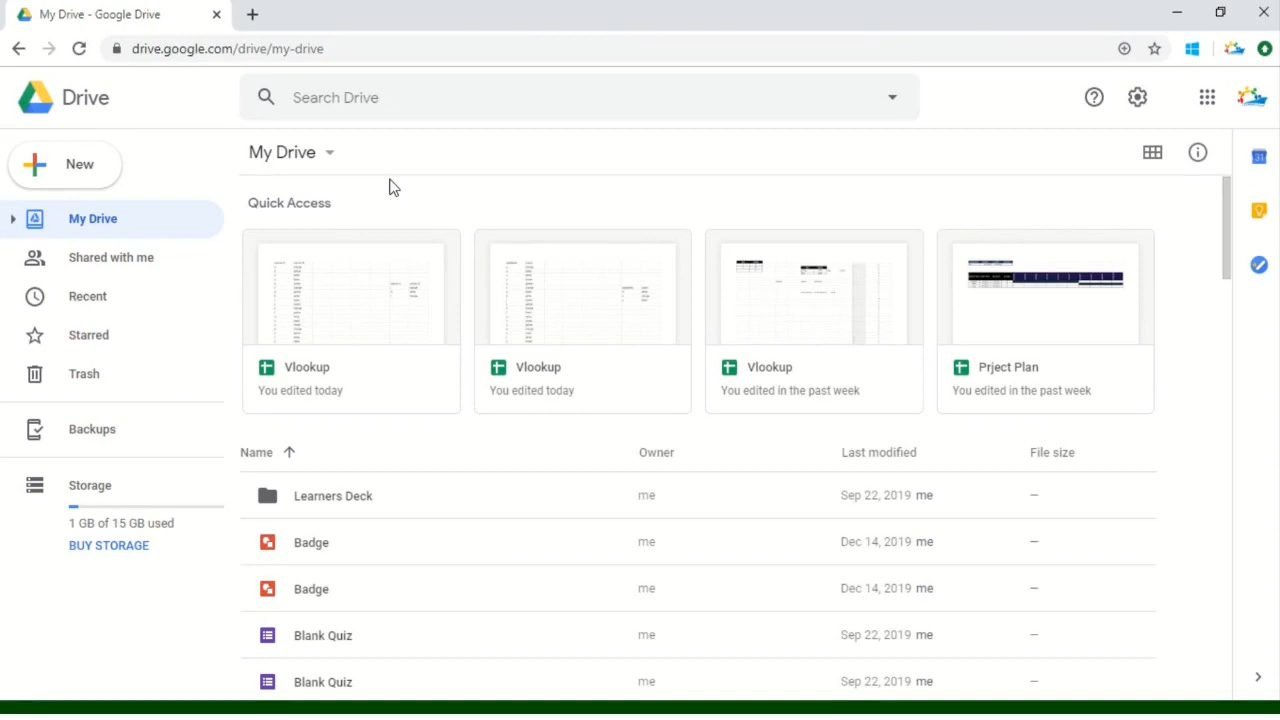 My Drive - Google Drive
drive.google.com/drive/my-drive
Drive
Search Drive
New
My Drive
Shared with me
Recent
Starred
Trash
Backups
Storage
1 GB of 15 GB used
BUY STORAGE
My Drive
Quick Access
Vlookup
You edited today
Vlookup
You edited today
Vlookup
You edited in the past week
Prject Plan
You edited in the past week
Name Owner Last modified File size
Learners Deck me Sep 22, 2019 me –
Badge me Dec 14, 2019 me –
Badge me Dec 14, 2019 me –
Blank Quiz me Sep 22, 2019 me –
Blank Quiz me Sep 22, 2019 me –
31